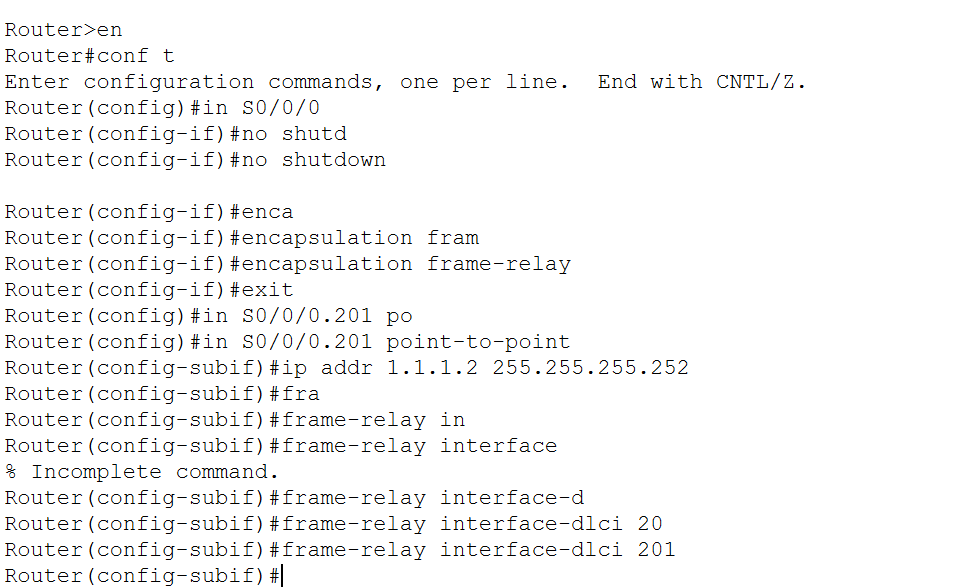 Router>en
Router#conf t
Enter configuration commands, one per line.  End with CNTL/Z.
Router(config)#in S0/0/0
Router(config-if)#no shutd
Router(config-if)#no shutdown

Router(config-if)#enca
Router(config-if)#encapsulation fram
Router(config-if)#encapsulation frame-relay
Router(config-if)#exit
Router(config)#in S0/0/0.201 po
Router(config)#in S0/0/0.201 point-to-point
Router(config-subif)#ip addr 1.1.1.2 255.255.255.252
Router(config-subif)#fra
Router(config-subif)#frame-relay in
Router(config-subif)#frame-relay interface
% Incomplete command.
Router(config-subif)#frame-relay interface-d
Router(config-subif)#frame-relay interface-dlci 20
Router(config-subif)#frame-relay interface-dlci 201
Router(config-subif)#